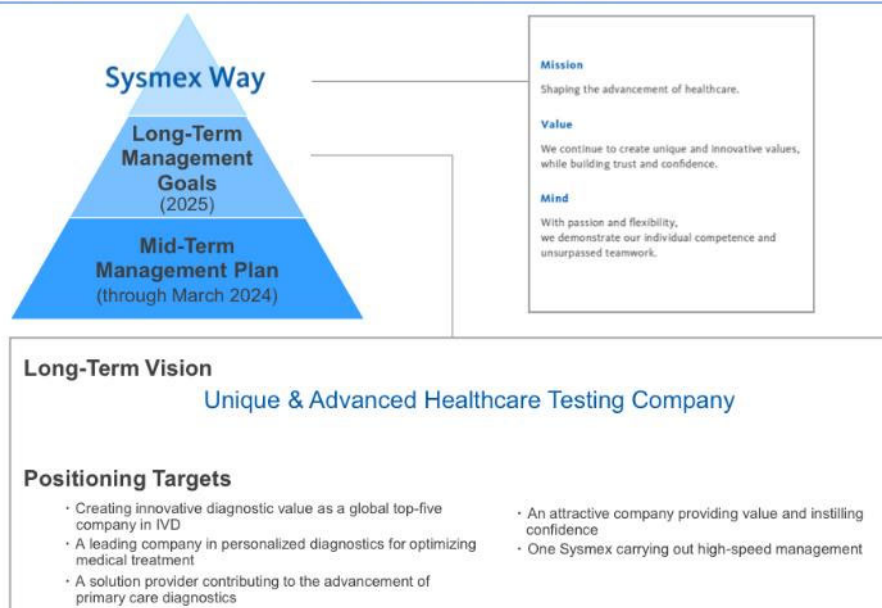 Sysmex Way
Long-Term
Management
Goals
(2025)
Mid-Term
Management Plan
(through March 2024)
Mission
Shaping the advancement of healthcare.
Value
We continue to create unique and innovative values,
while building trust and confidence.
Mind
With passion and flexibility,
we demonstrate our individual competence and
unsurpassed teamwork.
Long-Term Vision
Unique & Advanced Healthcare Testing Company
Positioning Targets
・Creating innovative diagnostic value as a global top-five
company in IVD
・A leading company in personalized diagnostics for optimizing
medical treatment
・A solution provider contributing to the advancement of
primary care diagnostics
・An attractive company providing value and instilling
confidence
・One Sysmex carrying out high-speed management